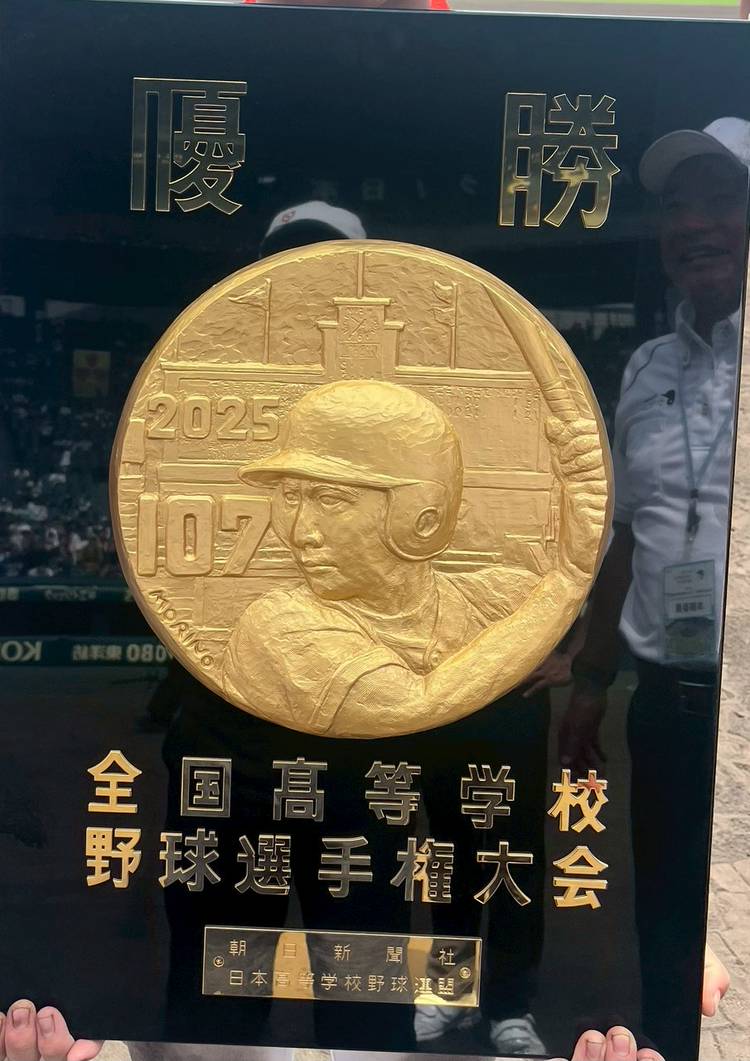 優勝
2025
107
MORINO
全国高等学校
野球選手権大会
朝日新聞社
日本高等学校野球連盟